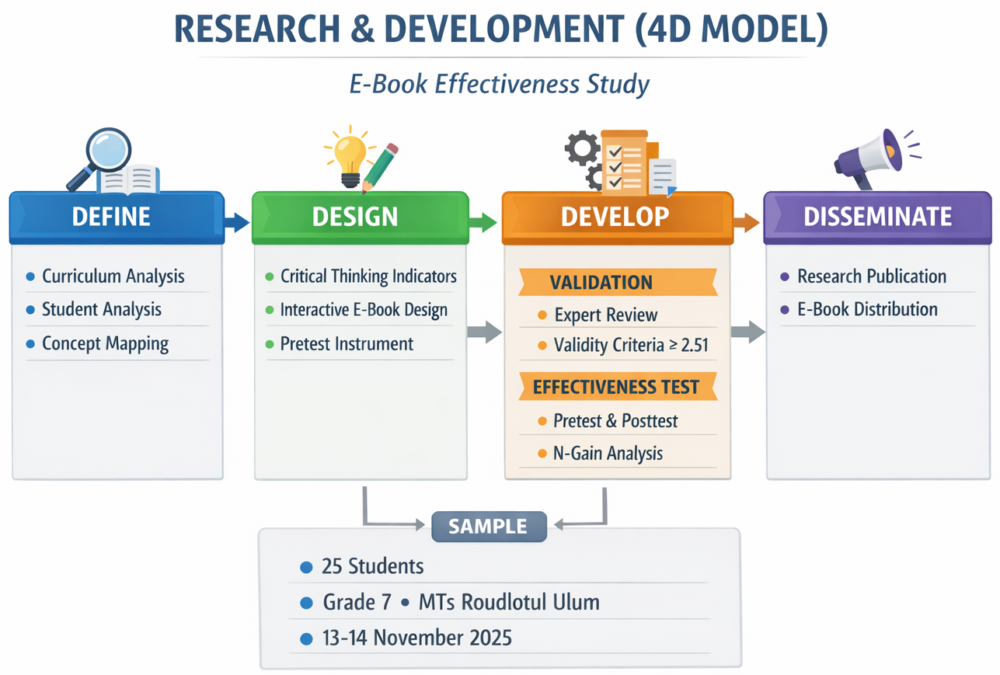 RESEARCH & DEVELOPMENT (4D MODEL)
E-Book Effectiveness Study
DEFINE
• Curriculum Analysis
• Student Analysis
• Concept Mapping
DESIGN
• Critical Thinking Indicators
• Interactive E-Book Design
• Pretest Instrument
DEVELOP
VALIDATION
• Expert Review
• Validity Criteria ≥ 2.51
EFFECTIVENESS TEST
• Pretest & Posttest
• N-Gain Analysis
DISSEMINATE
• Research Publication
• E-Book Distribution
SAMPLE
• 25 Students
• Grade 7 • MTs Roudlotul Ulum
• 13-14 November 2025